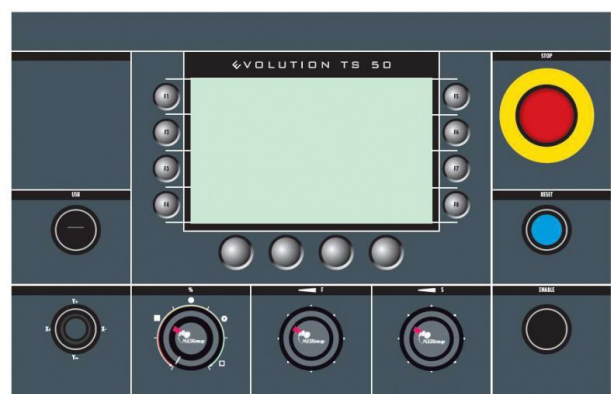 EVOLUTION TS 50
STOP
F1
F5
F2
F6
F3
F7
F4
F8
USB
RESET
% F S ENABLE
Y+
X- X-
Y-